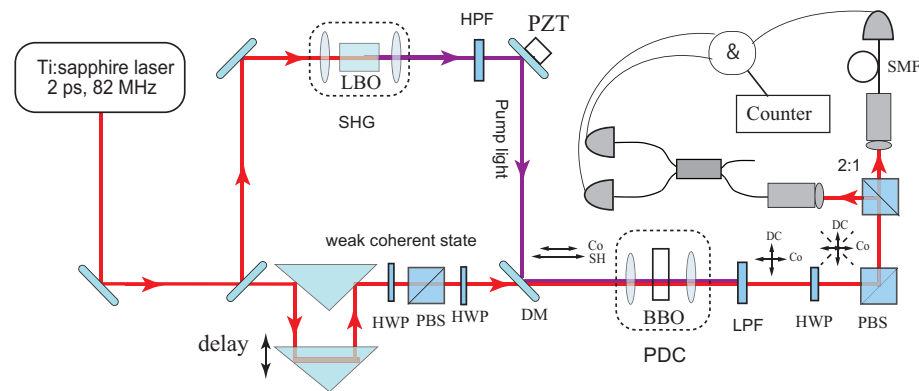 Ti:sapphire laser
2 ps, 82 MHz
LBO
SHG
HPF
PZT
Pump light
&
Counter
SMF
2:1
weak coherent state
HWP
PBS
HWP
delay
DM
Co
SH
BBO
PDC
LPF
DC
Co
HWP
DC
Co
PBS